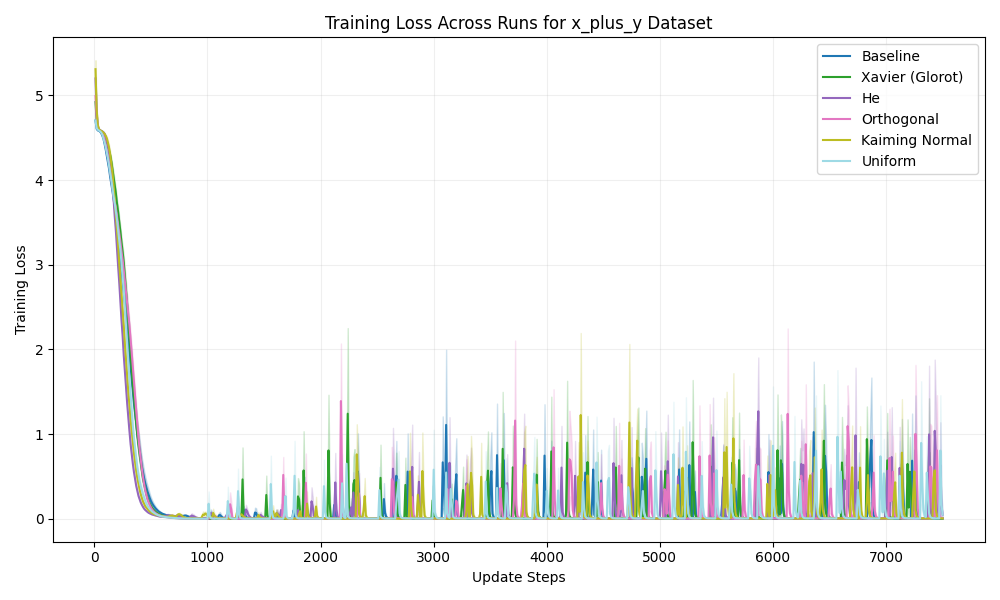 Training Loss Across Runs for x_plus_y Dataset
Training Loss
5
4
3
2
1
0
0 1000 2000 3000 4000 5000 6000 7000
Update Steps
Baseline
Xavier (Glorot)
He
Orthogonal
Kaiming Normal
Uniform